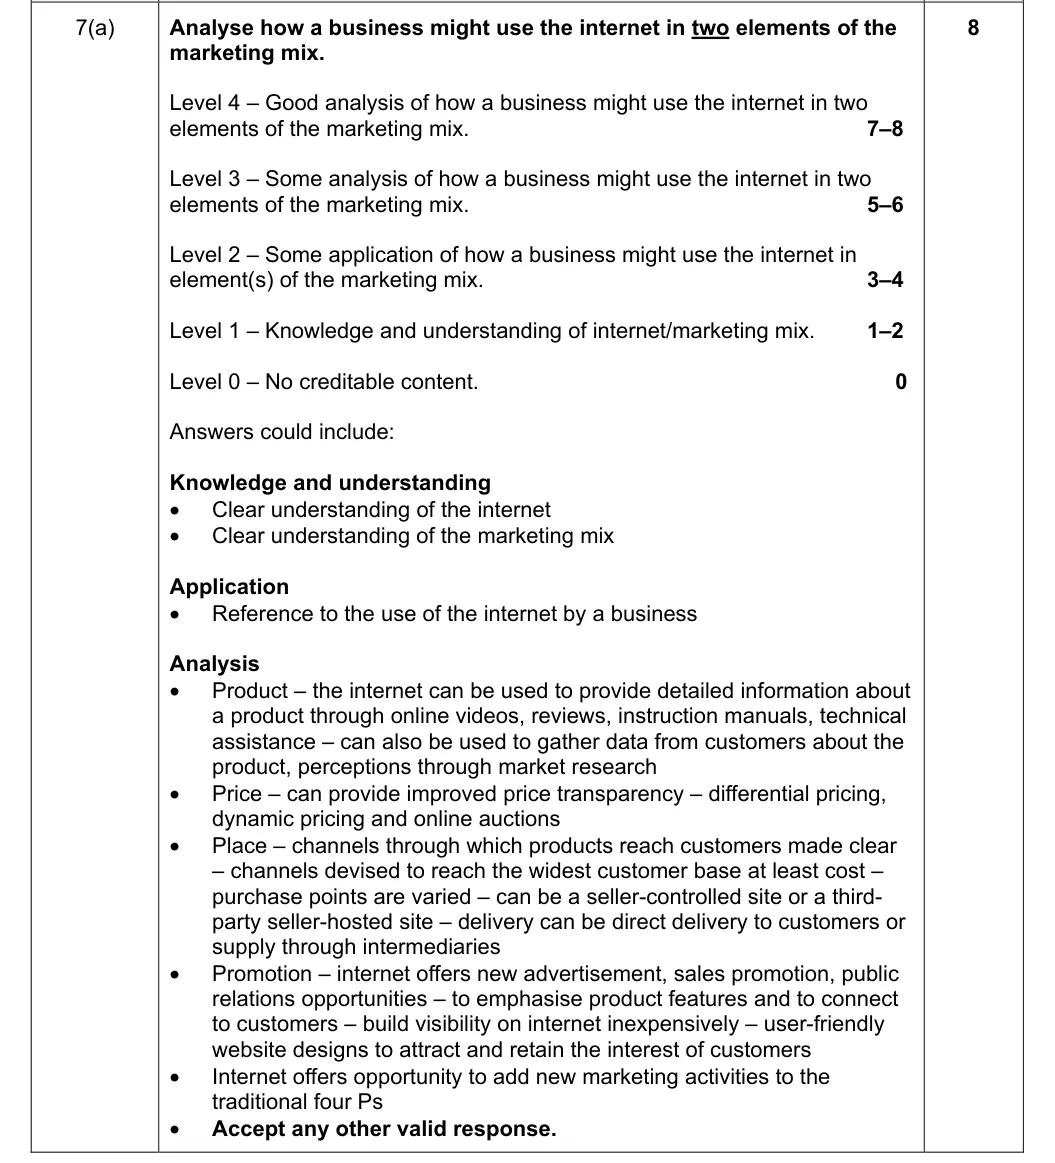 7(a)
Analyse how a business might use the internet in two elements of the
marketing mix.
8
Level 4 – Good analysis of how a business might use the internet in two
elements of the marketing mix. 7–8
Level 3 – Some analysis of how a business might use the internet in two
elements of the marketing mix. 5–6
Level 2 – Some application of how a business might use the internet in
element(s) of the marketing mix. 3–4
Level 1 – Knowledge and understanding of internet/marketing mix. 1–2
Level 0 – No creditable content. 0
Answers could include:
Knowledge and understanding
• Clear understanding of the internet
• Clear understanding of the marketing mix
Application
• Reference to the use of the internet by a business
Analysis
• Product – the internet can be used to provide detailed information about
a product through online videos, reviews, instruction manuals, technical
assistance – can also be used to gather data from customers about the
product, perceptions through market research
• Price – can provide improved price transparency – differential pricing,
dynamic pricing and online auctions
• Place – channels through which products reach customers made clear
– channels devised to reach the widest customer base at least cost –
purchase points are varied – can be a seller-controlled site or a third-
party seller-hosted site – delivery can be direct delivery to customers or
supply through intermediaries
• Promotion – internet offers new advertisement, sales promotion, public
relations opportunities – to emphasise product features and to connect
to customers – build visibility on internet inexpensively – user-friendly
website designs to attract and retain the interest of customers
• Internet offers opportunity to add new marketing activities to the
traditional four Ps
• Accept any other valid response.